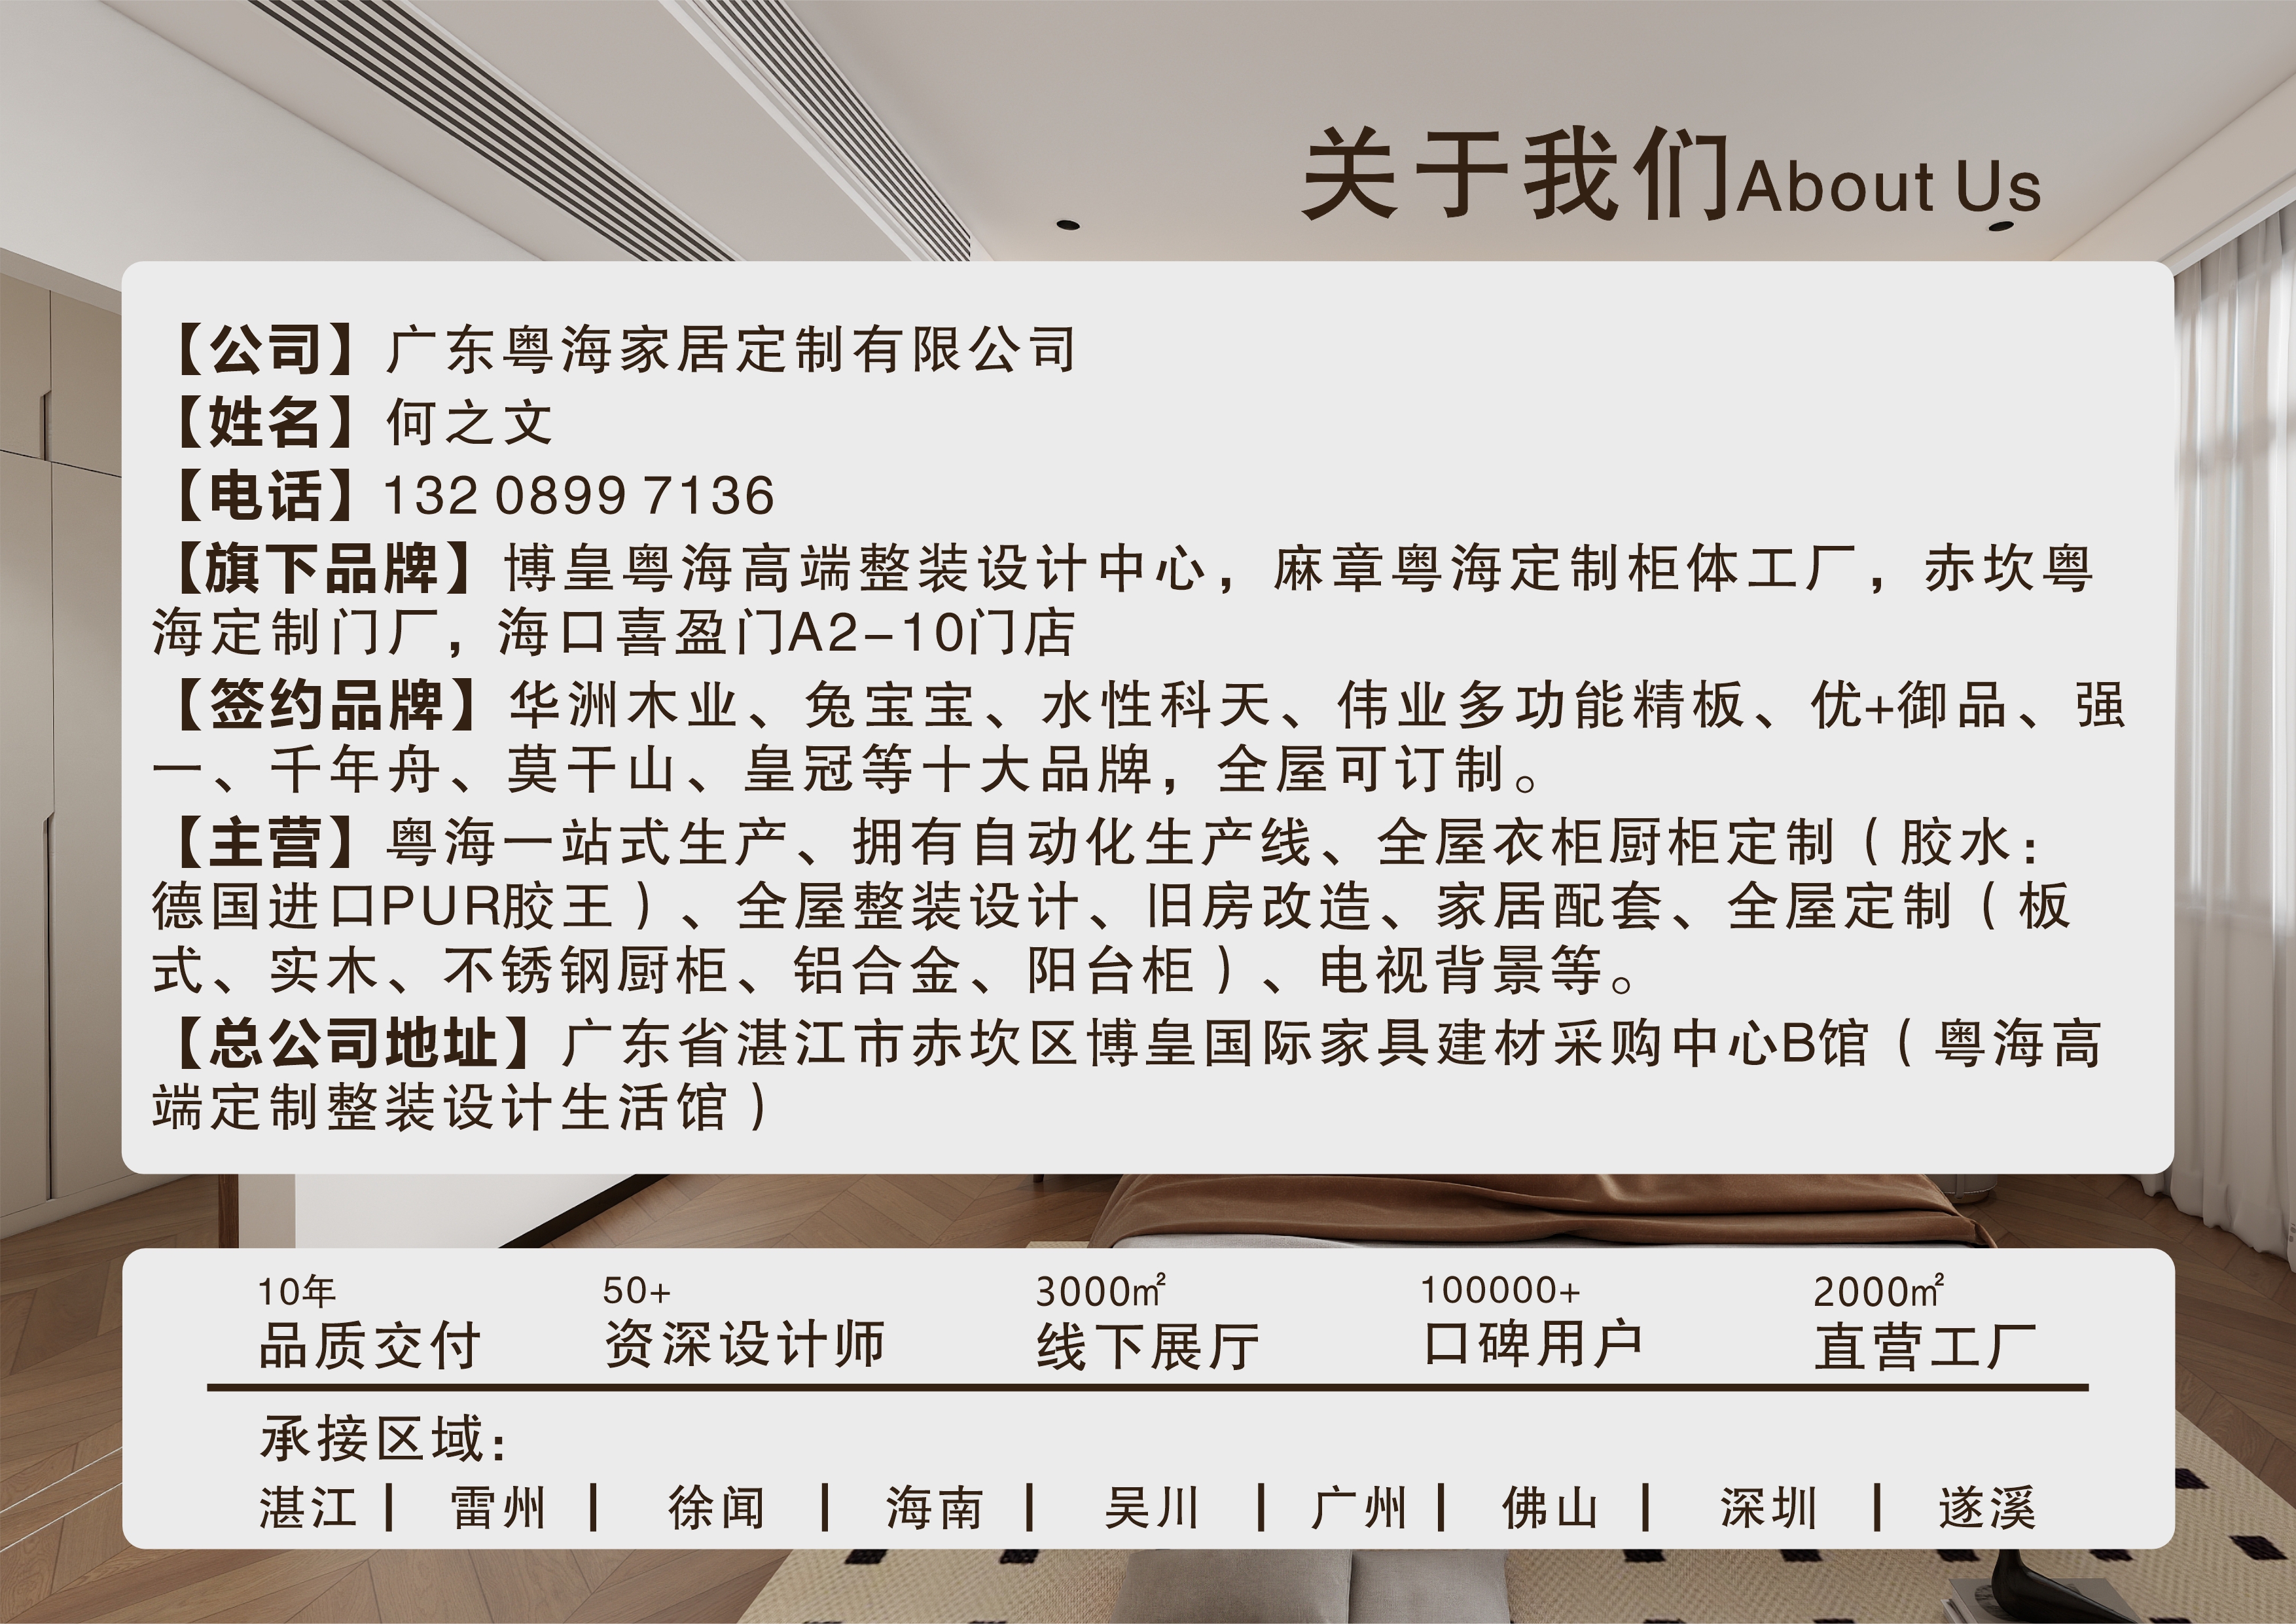 关于我们About Us
【公司】广东粤海家居定制有限公司
【姓名】何之文
【电话】132 0899 7136
【旗下品牌】博皇粤海高端整装设计中心，麻章粤海定制柜体工厂，赤坎粤
海定制门厂，海口喜盈门A2-10门店
【签约品牌】华洲木业、兔宝宝、水性科天、伟业多功能精板、优+御品、强
一、千年舟、莫干山、皇冠等十大品牌，全屋可订制。
【主营】粤海一站式生产、拥有自动化生产线、全屋衣柜厨柜定制（胶水：
德国进口PUR胶王）、全屋整装设计、旧房改造、家居配套、全屋定制（板
式、实木、不锈钢厨柜、铝合金、阳台柜）、电视背景等。
【总公司地址】广东省湛江市赤坎区博皇国际家具建材采购中心B馆（粤海高
端定制整装设计生活馆）
10年 50+ 3000㎡ 100000+ 2000㎡
品质交付 资深设计师 线下展厅 口碑用户 直营工厂
承接区域：
湛江 | 雷州 | 徐闻 | 海南 | 吴川 | 广州 | 佛山 | 深圳 | 遂溪